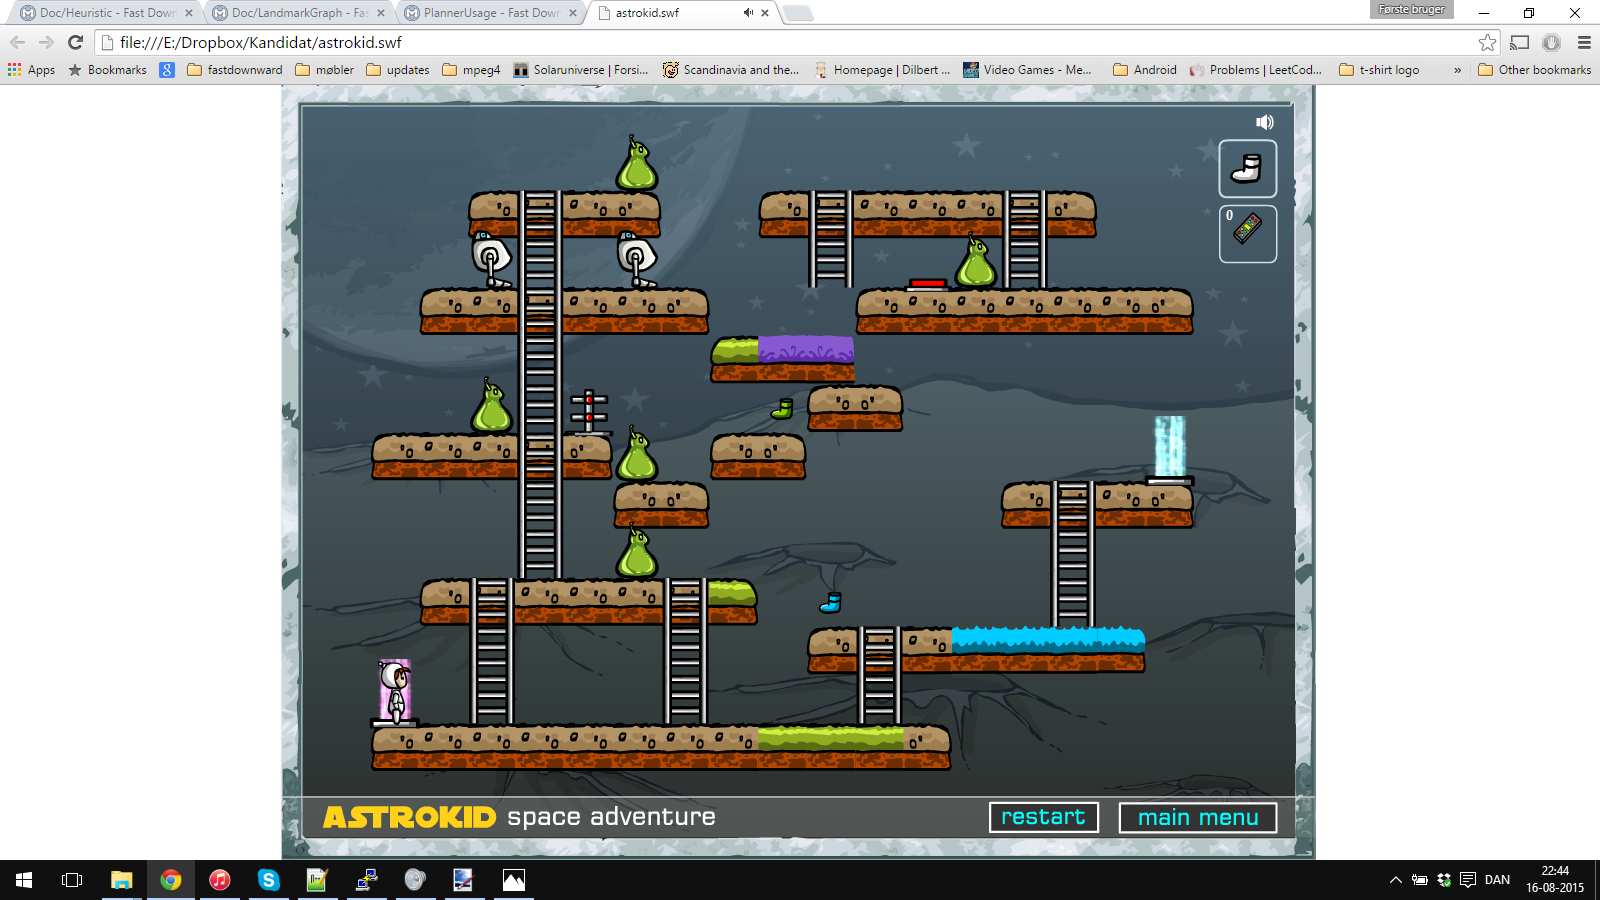 Doc/Heuristic - Fast Down
Doc/LandmarkGraph - Fas
PlannerUsage - Fast Down
astrokid.swf
Første bruger
file:///E:/Dropbox/Kandidat/astrokid.swf
Apps
Bookmarks
fastdownward
møbler
updates
mpeg4
Solaruniverse | Forsi...
Scandinavia and the...
Homepage | Dilbert ...
Video Games - Me...
Android
Problems | LeetCod...
t-shirt logo
»
Other bookmarks
0
ASTROKID space adventure
restart
main menu
DAN
22:44
16-08-2015